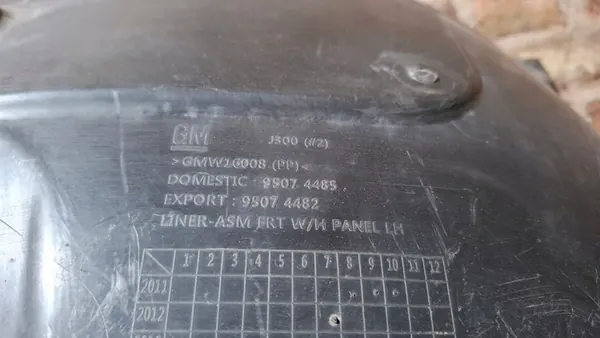 GM J300 (#2)
>GMW16008 (PP)<
DOMESTIC : 9507 4485
EXPORT : 9507 4482
LINER-ASM FRT W/H PANEL LH
1 2 3 4 5 6 7 8 9 10 11 12
2011
2012